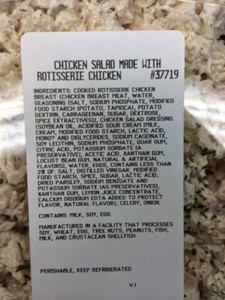 CHICKEN SALAD MADE WITH
ROTISSERIE CHICKEN #37719
INGREDIENTS: COOKED ROTISSERIE CHICKEN
BREAST (CHICKEN BREAST MEAT, WATER,
SEASONING (SALT, SODIUM PHOSPHATE, MODIFIED
FOOD STARCH (POTATO, TAPIOCA), POTATO
DEXTRIN, CARRAGEENAN, SUGAR, DEXTROSE,
SPICE EXTRACTIVES), CHICKEN SALAD DRESSING
(SOYBEAN OIL, ACIDIFIED SOUR CREAM (MILK,
CREAM, MODIFIED FOOD STARCH, LACTIC ACID,
MONO? AND DIGLYCERIDES, SODIUM CASEINATE,
SOY LECITHIN, SODIUM PHOSPHATE, GUAR GUM,
CITRIC ACID, POTASSIUM SORBATE (A
PRESERVATIVE), ACETIC ACID, XANTHAN GUM,
LOCUST BEAN GUM, NATURAL & ARTIFICIAL
FLAVORS), WATER, EGGS, CONTAINS LESS THAN
2% OF SALT, DISTILLED VINEGAR, MODIFIED
FOOD STARCH, SPICE, SUGAR, LACTIC ACID,
DRIED PARSLEY, SODIUM BENZOATE AND
POTASSIUM SORBATE (AS PRESERVATIVES),
XANTHAN GUM, LEMON JUICE CONCENTRATE,
CALCIUM DISODIUM EDTA ADDED TO PROTECT
FLAVOR, NATURAL FLAVOR), CELERY, ONION
CONTAINS: MILK, SOY, EGG.
MANUFACTURED IN A FACILITY THAT PROCESSES
SOY, WHEAT, EGG, TREE NUTS, PEANUTS, FISH,
MILK, AND CRUSTACEAN SHELLFISH
PERISHABLE, KEEP REFRIGERATED
V.1